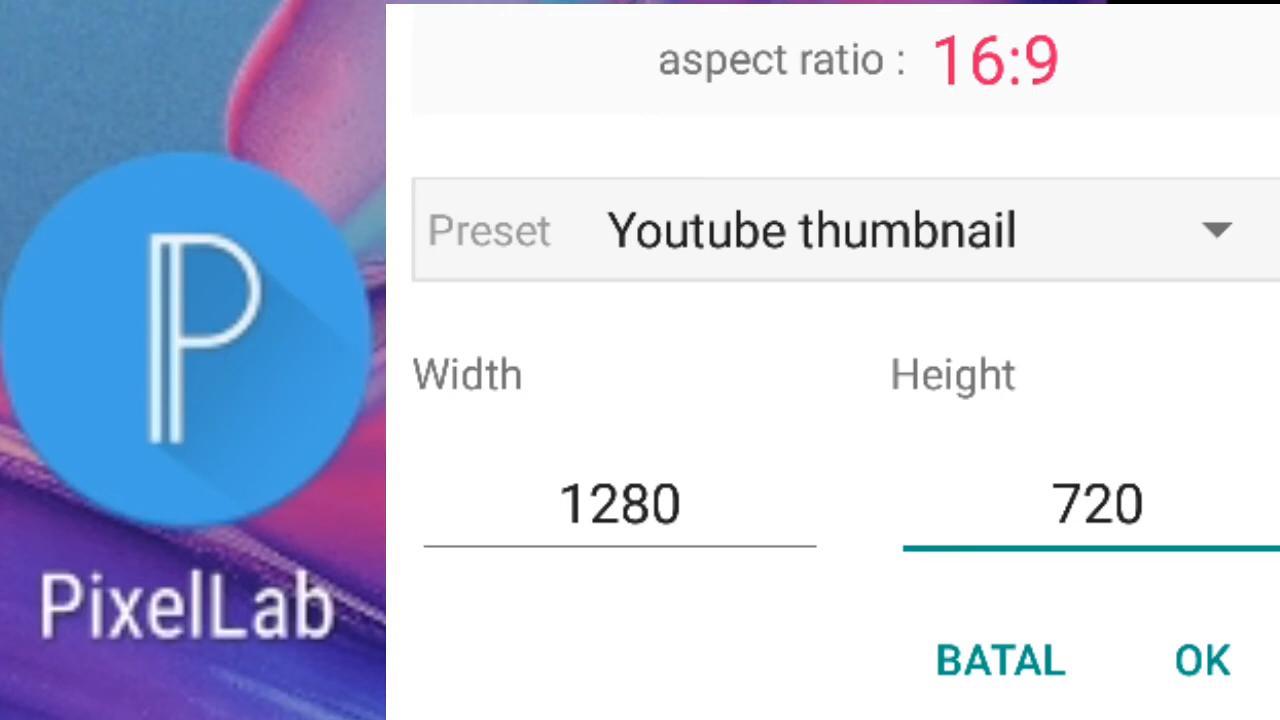 P
PixelLab
aspect ratio : 16:9
Preset Youtube thumbnail
Width Height
1280 720
BATAL OK